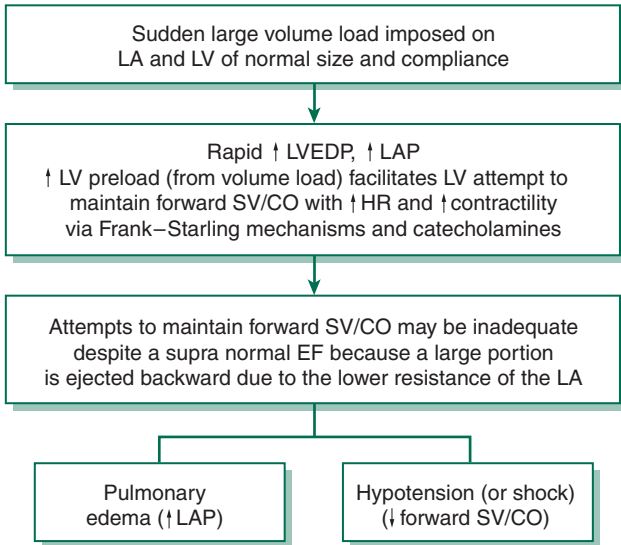 Sudden large volume load imposed on
LA and LV of normal size and compliance
Rapid ↑ LVEDP, ↑ LAP
↑ LV preload (from volume load) facilitates LV attempt to
maintain forward SV/CO with ↑HR and ↑contractility
via Frank–Starling mechanisms and catecholamines
Attempts to maintain forward SV/CO may be inadequate
despite a supra normal EF because a large portion
is ejected backward due to the lower resistance of the LA
Pulmonary
edema (↑LAP)
Hypotension (or shock)
(↓forward SV/CO)